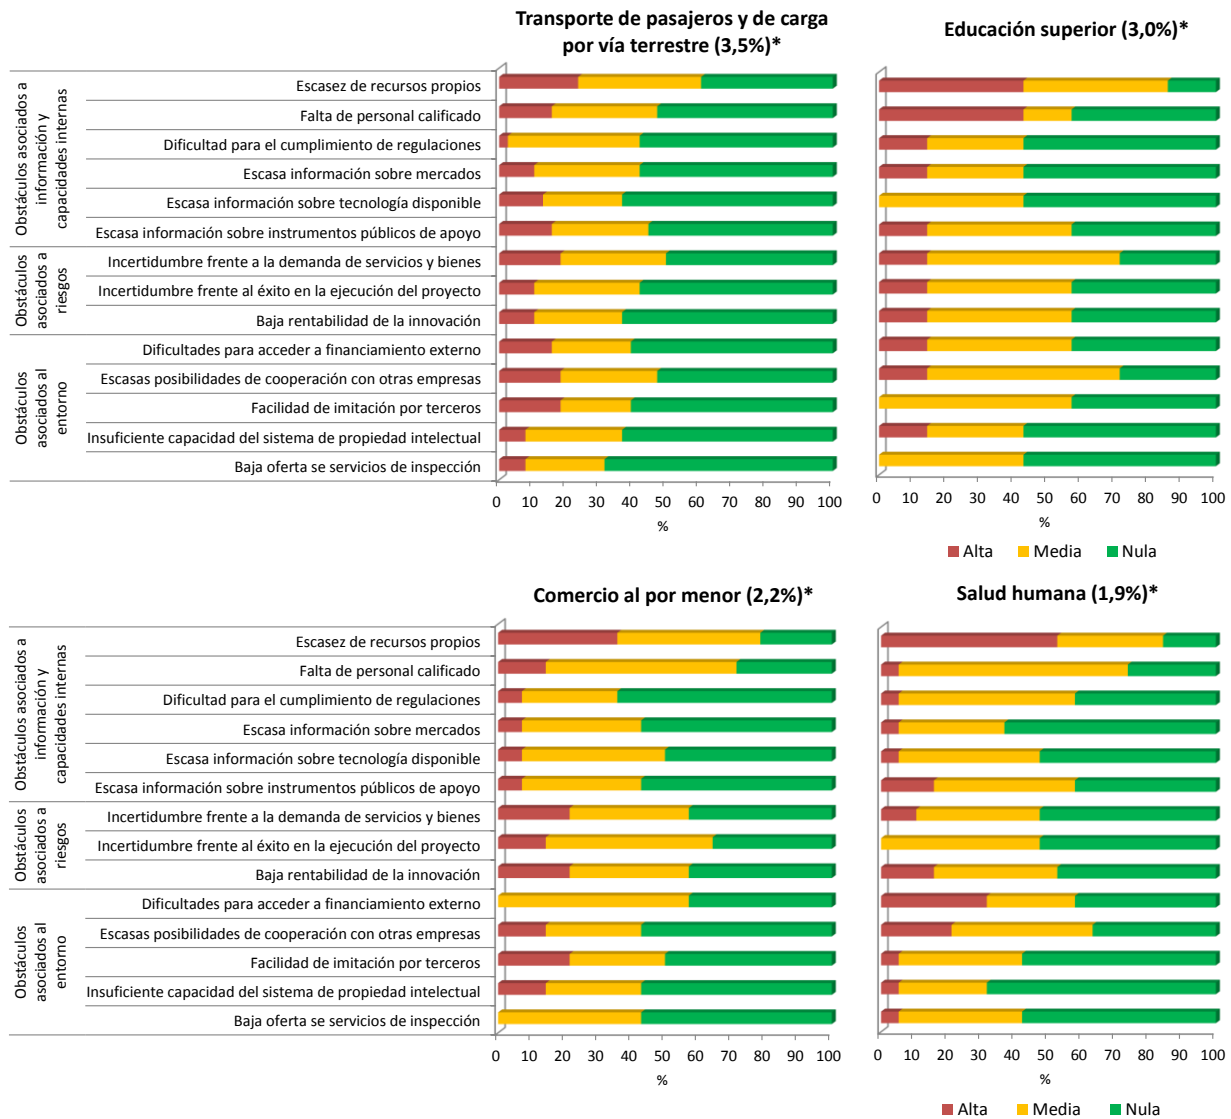 Transporte de pasajeros y de carga
por vía terrestre (3,5%)*
Educación superior (3,0%)*
Obstáculos asociados a
información y
capacidades internas
Escasez de recursos propios
Falta de personal calificado
Dificultad para el cumplimiento de regulaciones
Escasa información sobre mercados
Escasa información sobre tecnología disponible
Escasa información sobre instrumentos públicos de apoyo
Obstáculos
asociados a
riesgos
Incertidumbre frente a la demanda de servicios y bienes
Incertidumbre frente al éxito en la ejecución del proyecto
Baja rentabilidad de la innovación
Obstáculos
asociados al
entorno
Dificultades para acceder a financiamiento externo
Escasas posibilidades de cooperación con otras empresas
Facilidad de imitación por terceros
Insuficiente capacidad del sistema de propiedad intelectual
Baja oferta se servicios de inspección
0 10 20 30 40 50 60 70 80 90 100
%
0 10 20 30 40 50 60 70 80 90 100
%
Alta Media Nula
Comercio al por menor (2,2%)*
Salud humana (1,9%)*
Obstáculos asociados a
información y
capacidades internas
Escasez de recursos propios
Falta de personal calificado
Dificultad para el cumplimiento de regulaciones
Escasa información sobre mercados
Escasa información sobre tecnología disponible
Escasa información sobre instrumentos públicos de apoyo
Obstáculos
asociados a
riesgos
Incertidumbre frente a la demanda de servicios y bienes
Incertidumbre frente al éxito en la ejecución del proyecto
Baja rentabilidad de la innovación
Obstáculos
asociados al
entorno
Dificultades para acceder a financiamiento externo
Escasas posibilidades de cooperación con otras empresas
Facilidad de imitación por terceros
Insuficiente capacidad del sistema de propiedad intelectual
Baja oferta se servicios de inspección
0 10 20 30 40 50 60 70 80 90 100
%
0 10 20 30 40 50 60 70 80 90 100
%
Alta Media Nula